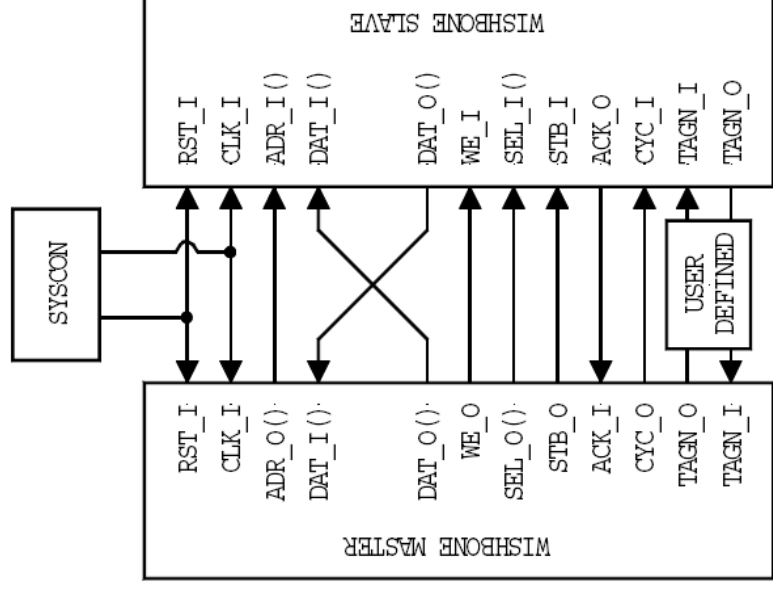 SYSCON
WISHBONE MASTER
RST_I
CLK_I
ADR_O()
DAT_I()
DAT_O()
WE_O
SEL_O()
STB_O
ACK_I
CYC_O
TAGN_O
TAGN_I
USER
DEFINED
RST_I
CLK_I
ADR_I()
DAT_I()
DAT_O()
WE_I
SEL_I()
STB_I
ACK_O
CYC_I
TAGN_I
TAGN_O
WISHBONE SLAVE